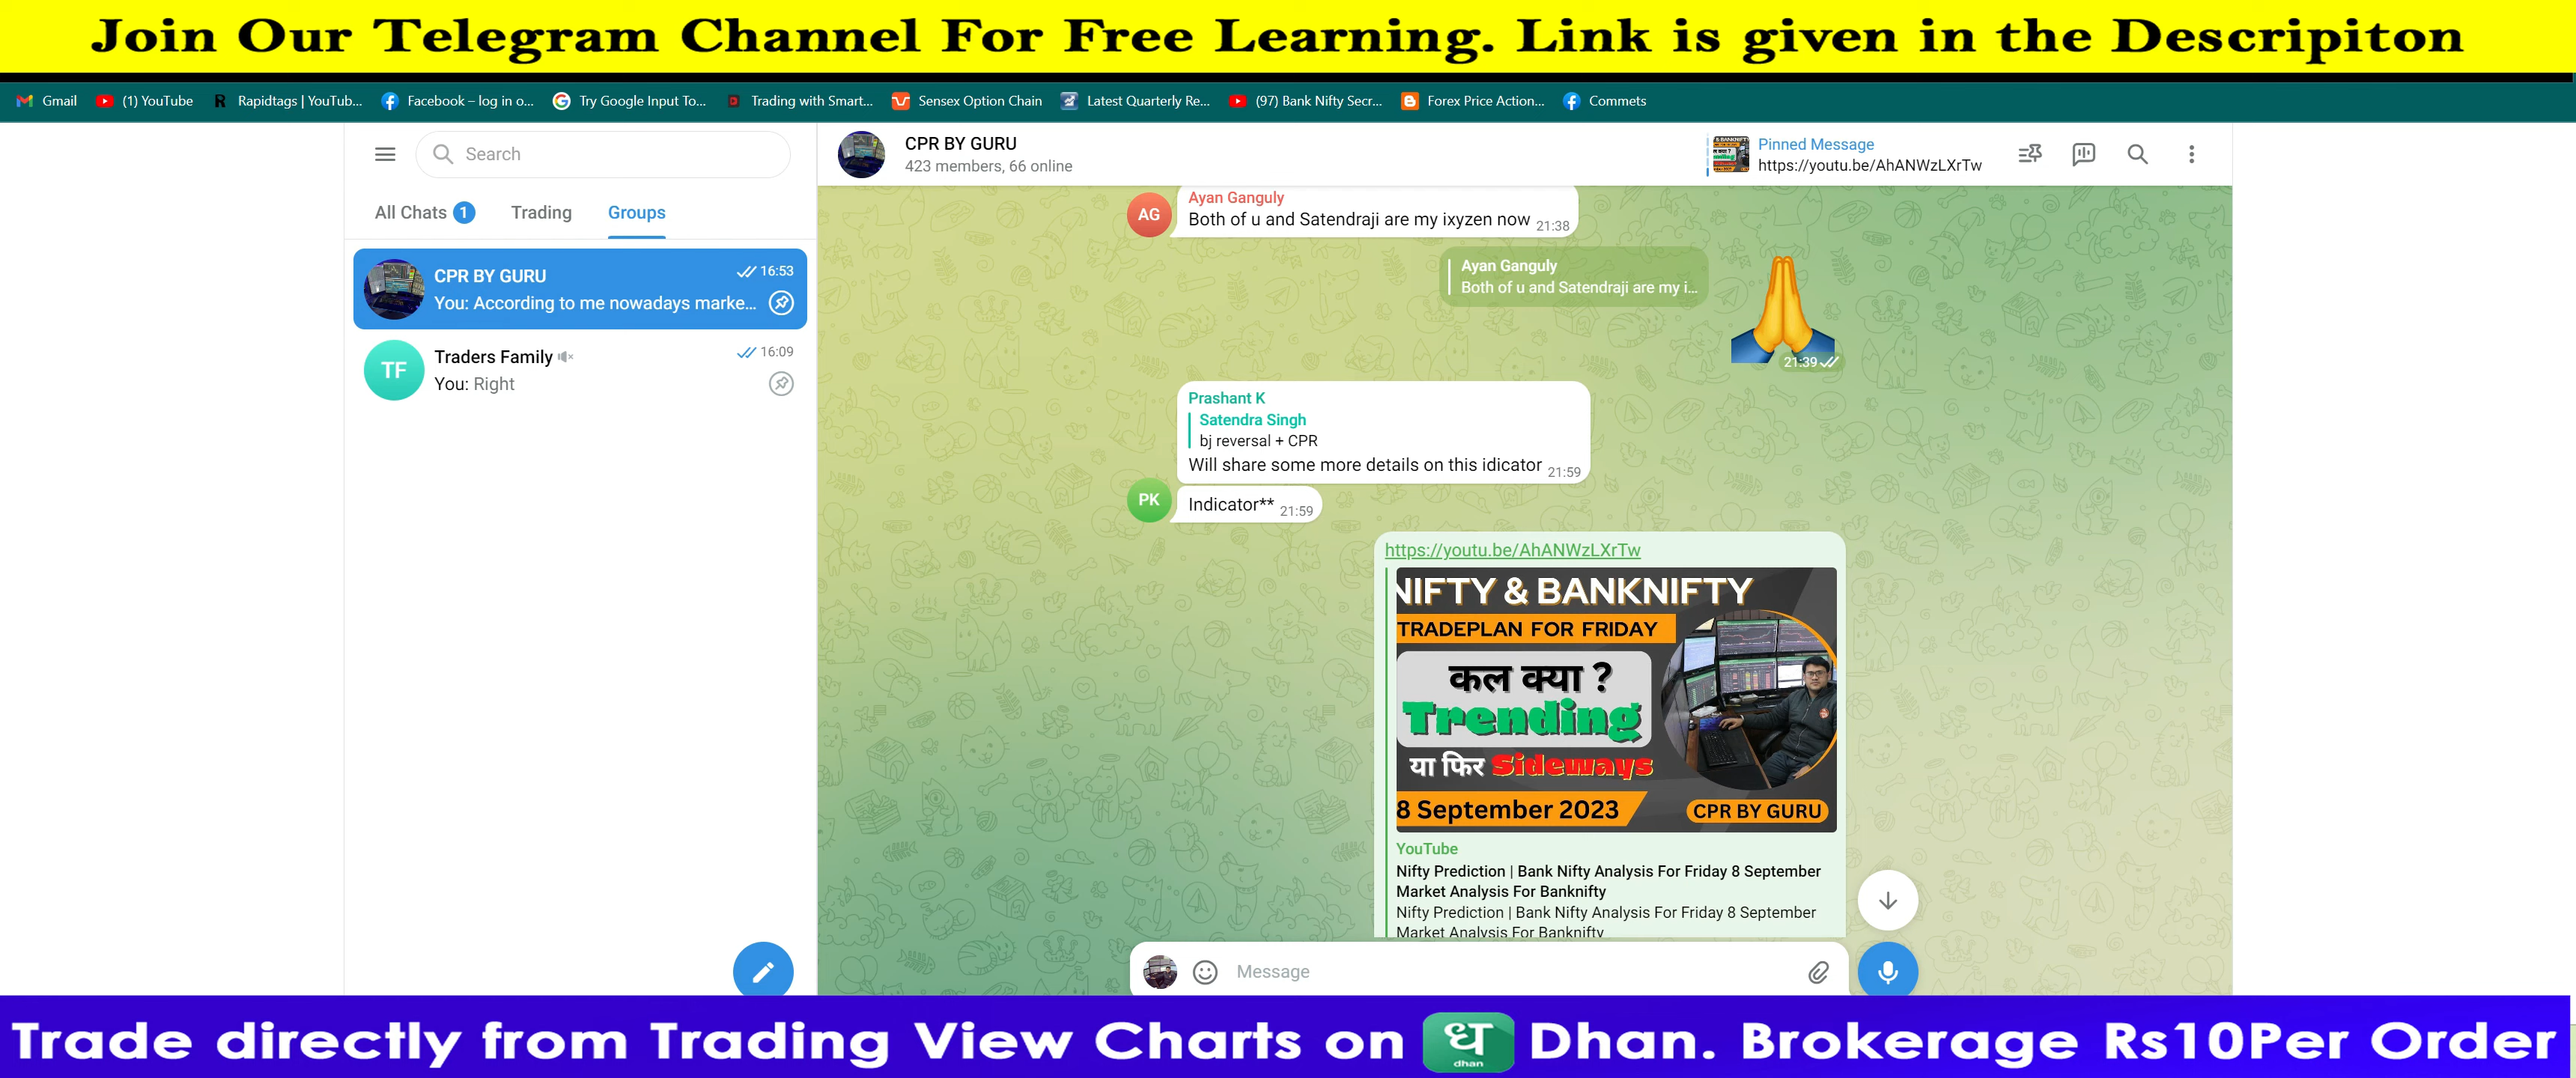 Join Our Telegram Channel For Free Learning. Link is given in the Descripiton
Gmail (1) YouTube Rapidtags | YouTub... Facebook – log in o... Try Google Input To... Trading with Smart... Sensex Option Chain Latest Quarterly Re... (97) Bank Nifty Secr... Forex Price Action... Commets
Search
All Chats 1 Trading Groups
CPR BY GURU 16:53
You: According to me nowadays marke...
TF
Traders Family 16:09
You: Right
CPR BY GURU
423 members, 66 online
Pinned Message
https://youtu.be/AhANWzLXrTw
AG
Ayan Ganguly
Both of u and Satendraji are my ixyzen now 21:38
Ayan Ganguly
Both of u and Satendraji are my i...
21:39
Prashant K
Satendra Singh
bj reversal + CPR
Will share some more details on this idicator 21:59
PK
Indicator** 21:59
https://youtu.be/AhANWzLXrTw
NIFTY & BANKNIFTY
TRADEPLAN FOR FRIDAY
कल क्या ?
Trending
या फिर Sideways
8 September 2023
CPR BY GURU
YouTube
Nifty Prediction | Bank Nifty Analysis For Friday 8 September
Market Analysis For Banknifty
Nifty Prediction | Bank Nifty Analysis For Friday 8 September
Market Analysis For Banknifty
Message
Trade directly from Trading View Charts on ध dhan Dhan. Brokerage Rs10Per Order